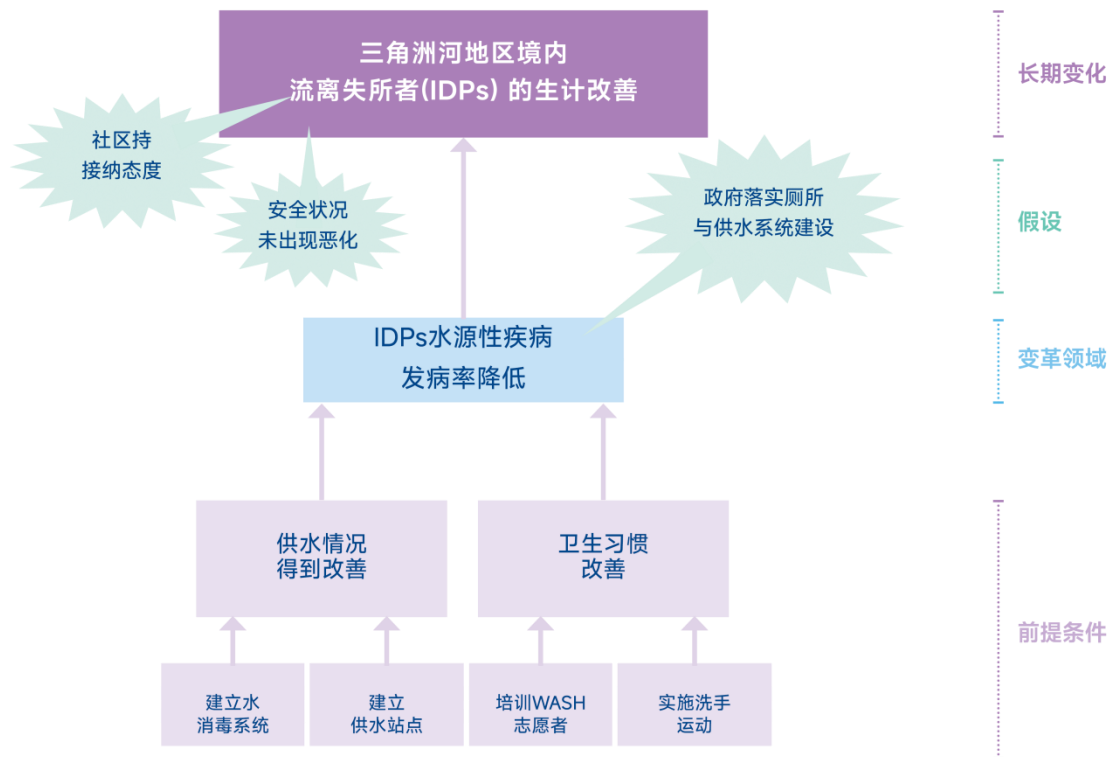 三角洲河地区境内
流离失所者(IDPs) 的生计改善
长期变化
社区持
接纳态度
安全状况
未出现恶化
政府落实厕所
与供水系统建设
假设
IDPs水源性疾病
发病率降低
变革领域
供水情况
得到改善
卫生习惯
改善
前提条件
建立水
消毒系统
建立
供水站点
培训WASH
志愿者
实施洗手
运动